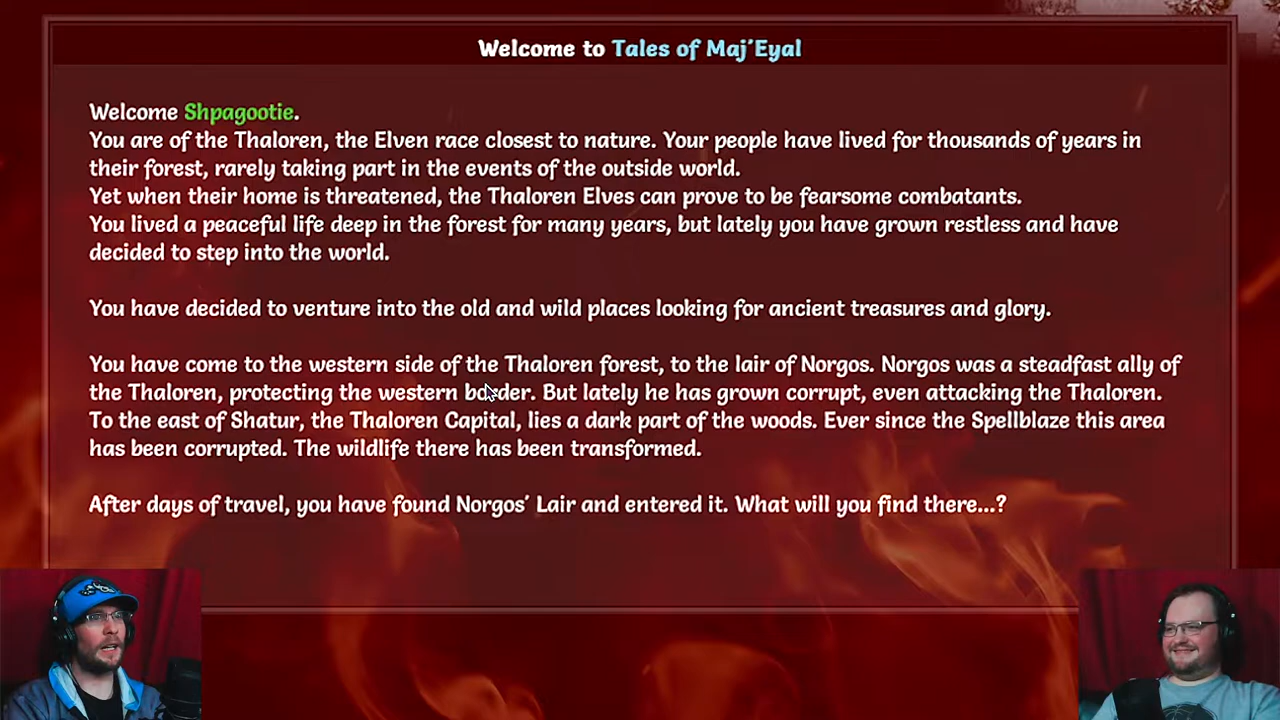 Welcome to Tales of Maj'Eyal
Welcome Shpagootie.
You are of the Thaloren, the Elven race closest to nature. Your people have lived for thousands of years in
their forest, rarely taking part in the events of the outside world.
Yet when their home is threatened, the Thaloren Elves can prove to be fearsome combatants.
You lived a peaceful life deep in the forest for many years, but lately you have grown restless and have
decided to step into the world.
You have decided to venture into the old and wild places looking for ancient treasures and glory.
You have come to the western side of the Thaloren forest, to the lair of Norgos. Norgos was a steadfast ally of
the Thaloren, protecting the western border. But lately he has grown corrupt, even attacking the Thaloren.
To the east of Shatur, the Thaloren Capital, lies a dark part of the woods. Ever since the Spellblaze this area
has been corrupted. The wildlife there has been transformed.
After days of travel, you have found Norgos' Lair and entered it. What will you find there...?